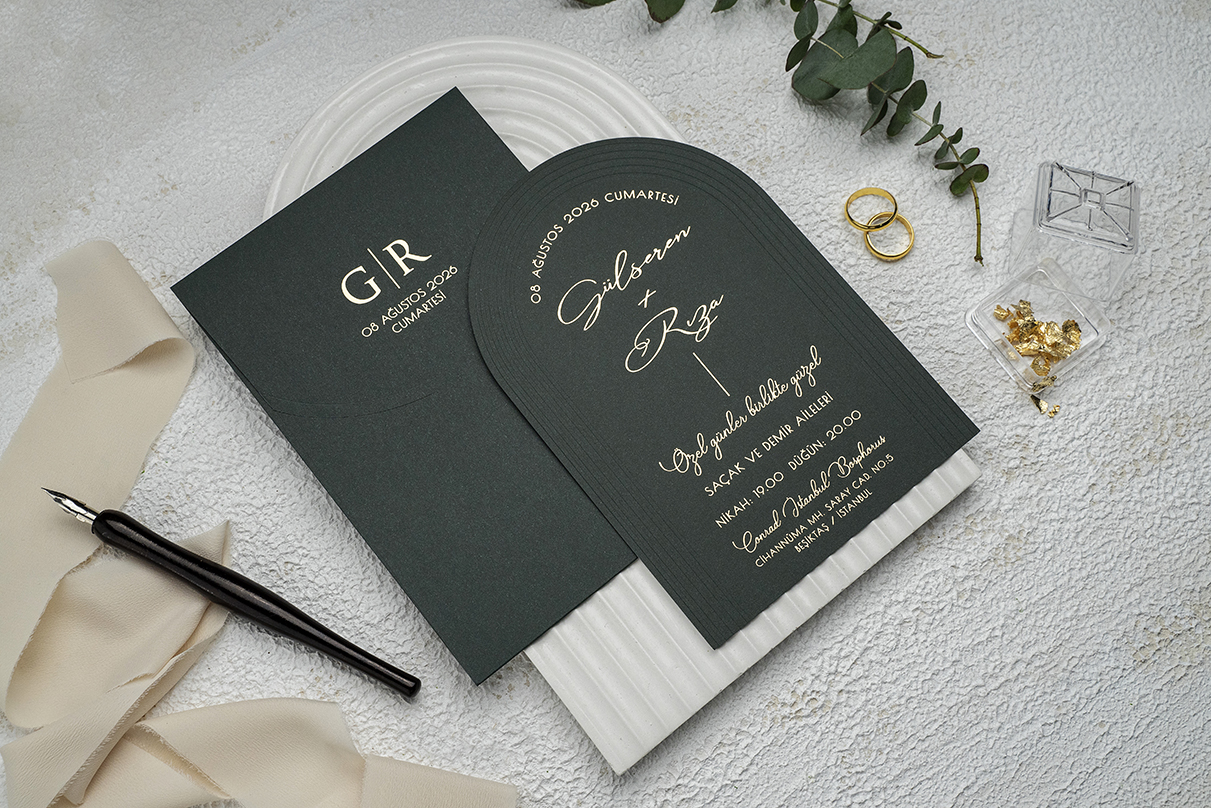 G|R
08 AĞUSTOS 2026
CUMARTESİ
08 AĞUSTOS 2026 CUMARTESİ
Gülseren
+
Rıza
Özel günler birlikte güzel
SAÇAK VE DEMİR AİLELERİ
NİKAH: 19.00 DÜĞÜN: 20.00
Conrad İstanbul Bosphorus
CİHANNÜMA MH. SARAY CAD. NO:5
BEŞİKTAŞ / İSTANBUL